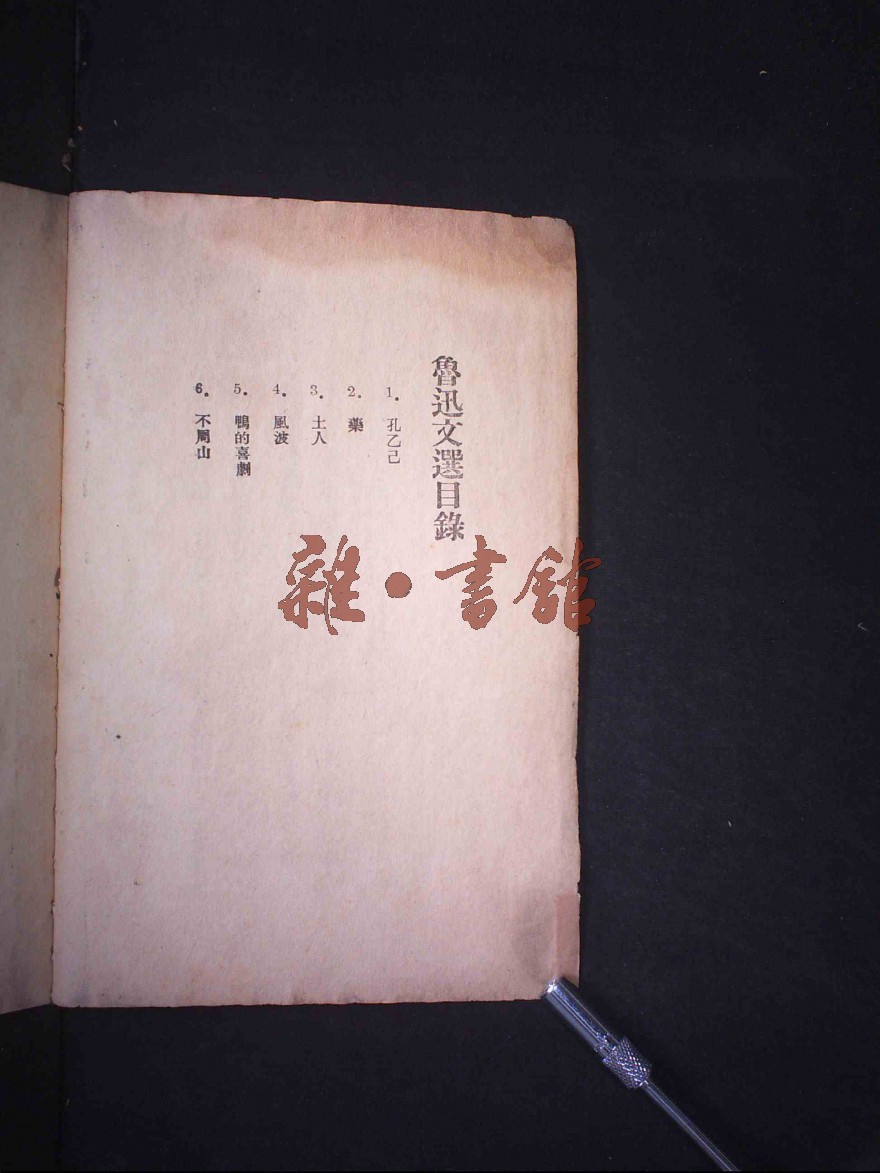 魯迅文選目錄
1. 孔乙己
2. 藥
3. 土人
4. 風波
5. 鴨的喜劇
6. 不周山
雜·書館